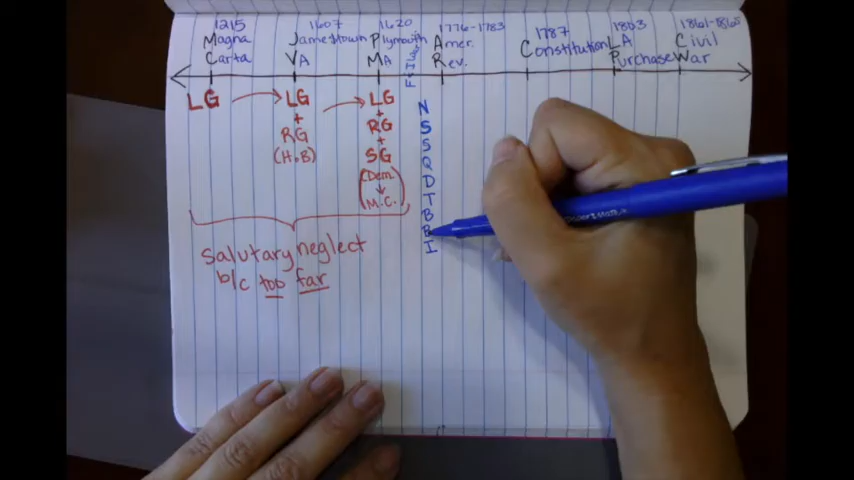 1215
Magna
Carta
1607
Jamestown
VA
1620
Plymouth
MA
F+I War
1776-1783
Amer.
Rev.
1787
Constitution
1803
LA
Purchase
1861-1865
Civil
War
LG
LG
+
RG
(H.B)
LG
+
RG
+
SG
(Dem.
M.C.)
N
S
S
Q
D
T
B
B
I
salutary neglect
b/c too far